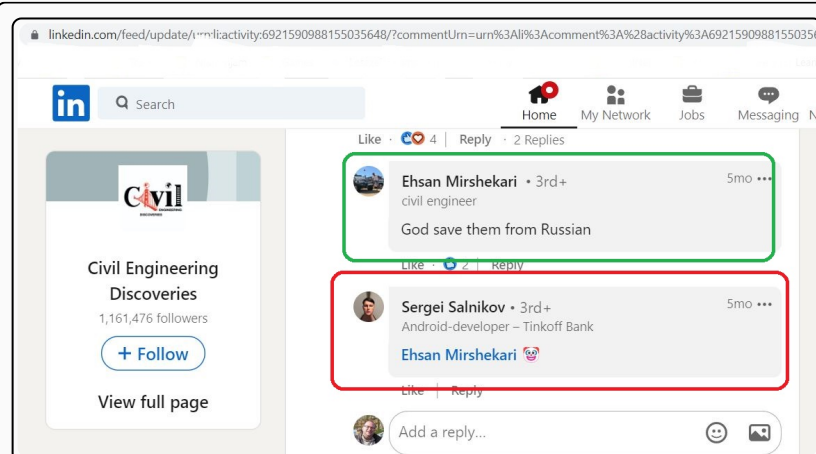 linkedin.com/feed/update/urn:li:activity:6921590988155035648/?commentUrn=urn%3Ali%3Acomment%3A%28activity%3A6921590988155035
in Search
Home My Network Jobs Messaging N
Like · 4 | Reply · 2 Replies
Civil
ENGINEERING
DISCOVERIES
Civil Engineering
Discoveries
1,161,476 followers
+ Follow
View full page
Ehsan Mirshekari • 3rd+ 5mo •••
civil engineer
God save them from Russian
Like · 2 | Reply
Sergei Salnikov • 3rd+ 5mo •••
Android-developer – Tinkoff Bank
Ehsan Mirshekari 🤡
Like | Reply
Add a reply...